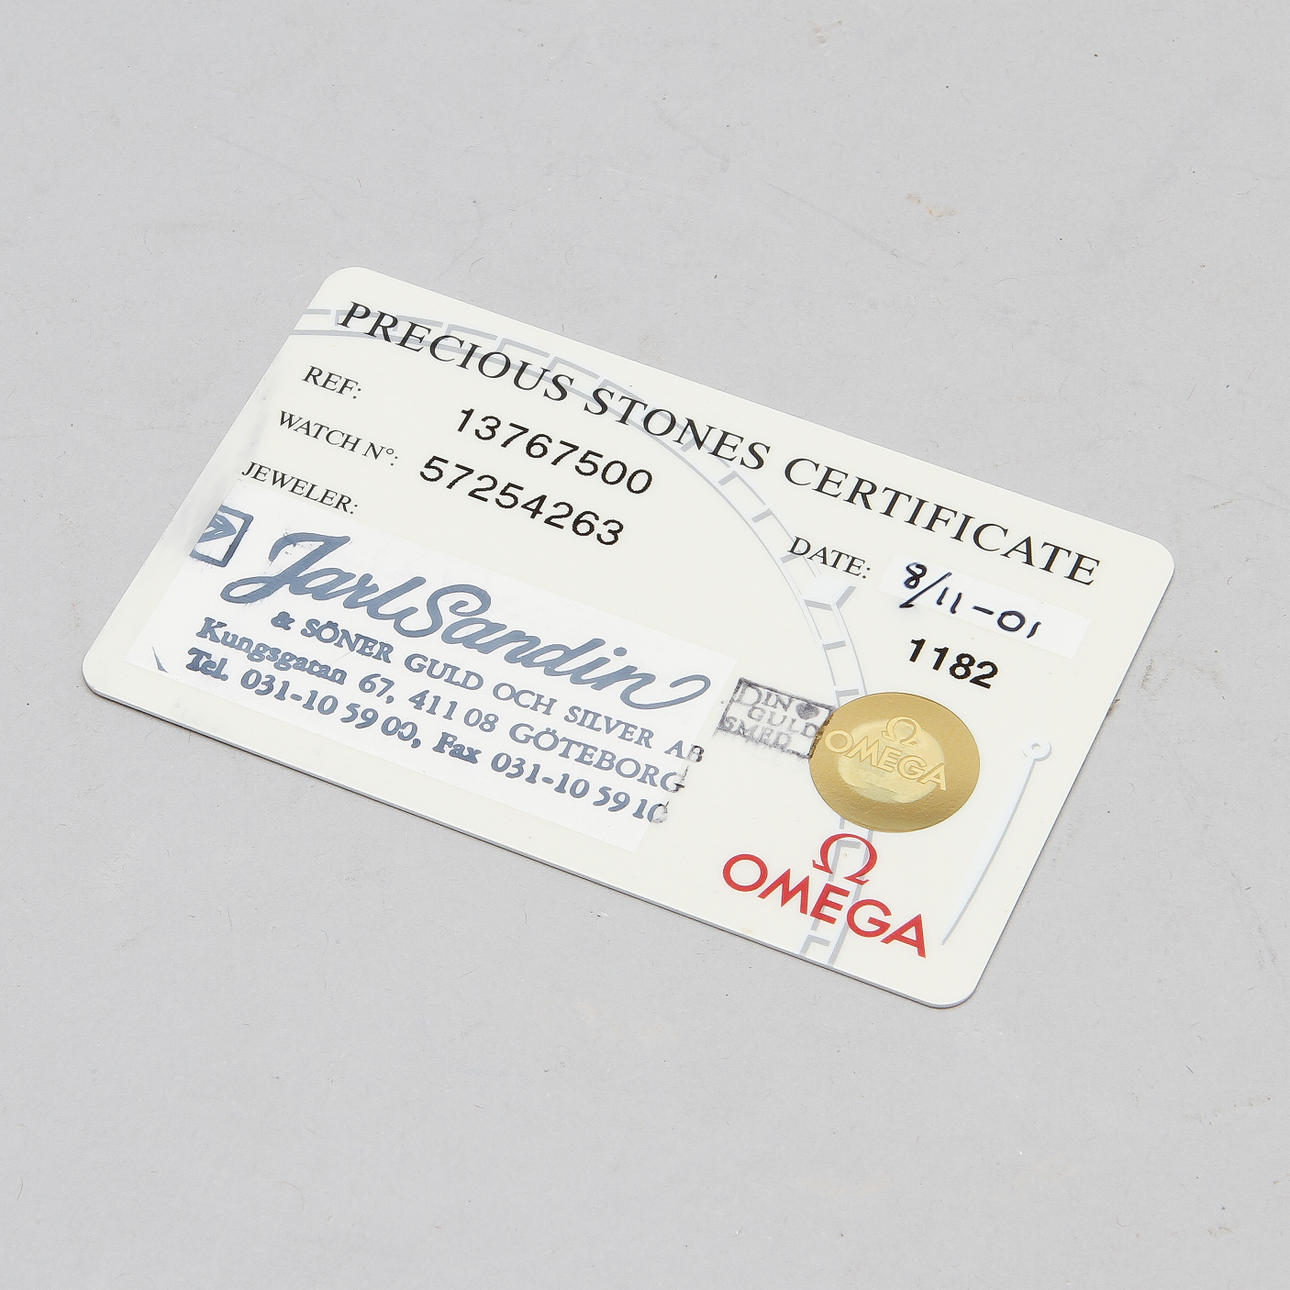 PRECIOUS STONES CERTIFICATE
REF: 13767500
WATCH N°: 57254263
JEWELER:
DATE: 8/11-01
1182
Jarl Sandin
& SÖNER GULD OCH SILVER AB
Kungsgatan 67, 411 08 GÖTEBORG
Tel. 031-10 59 00, Fax 031-10 59 10
DIN
GULD
SMED
Ω
OMEGA
Ω
OMEGA